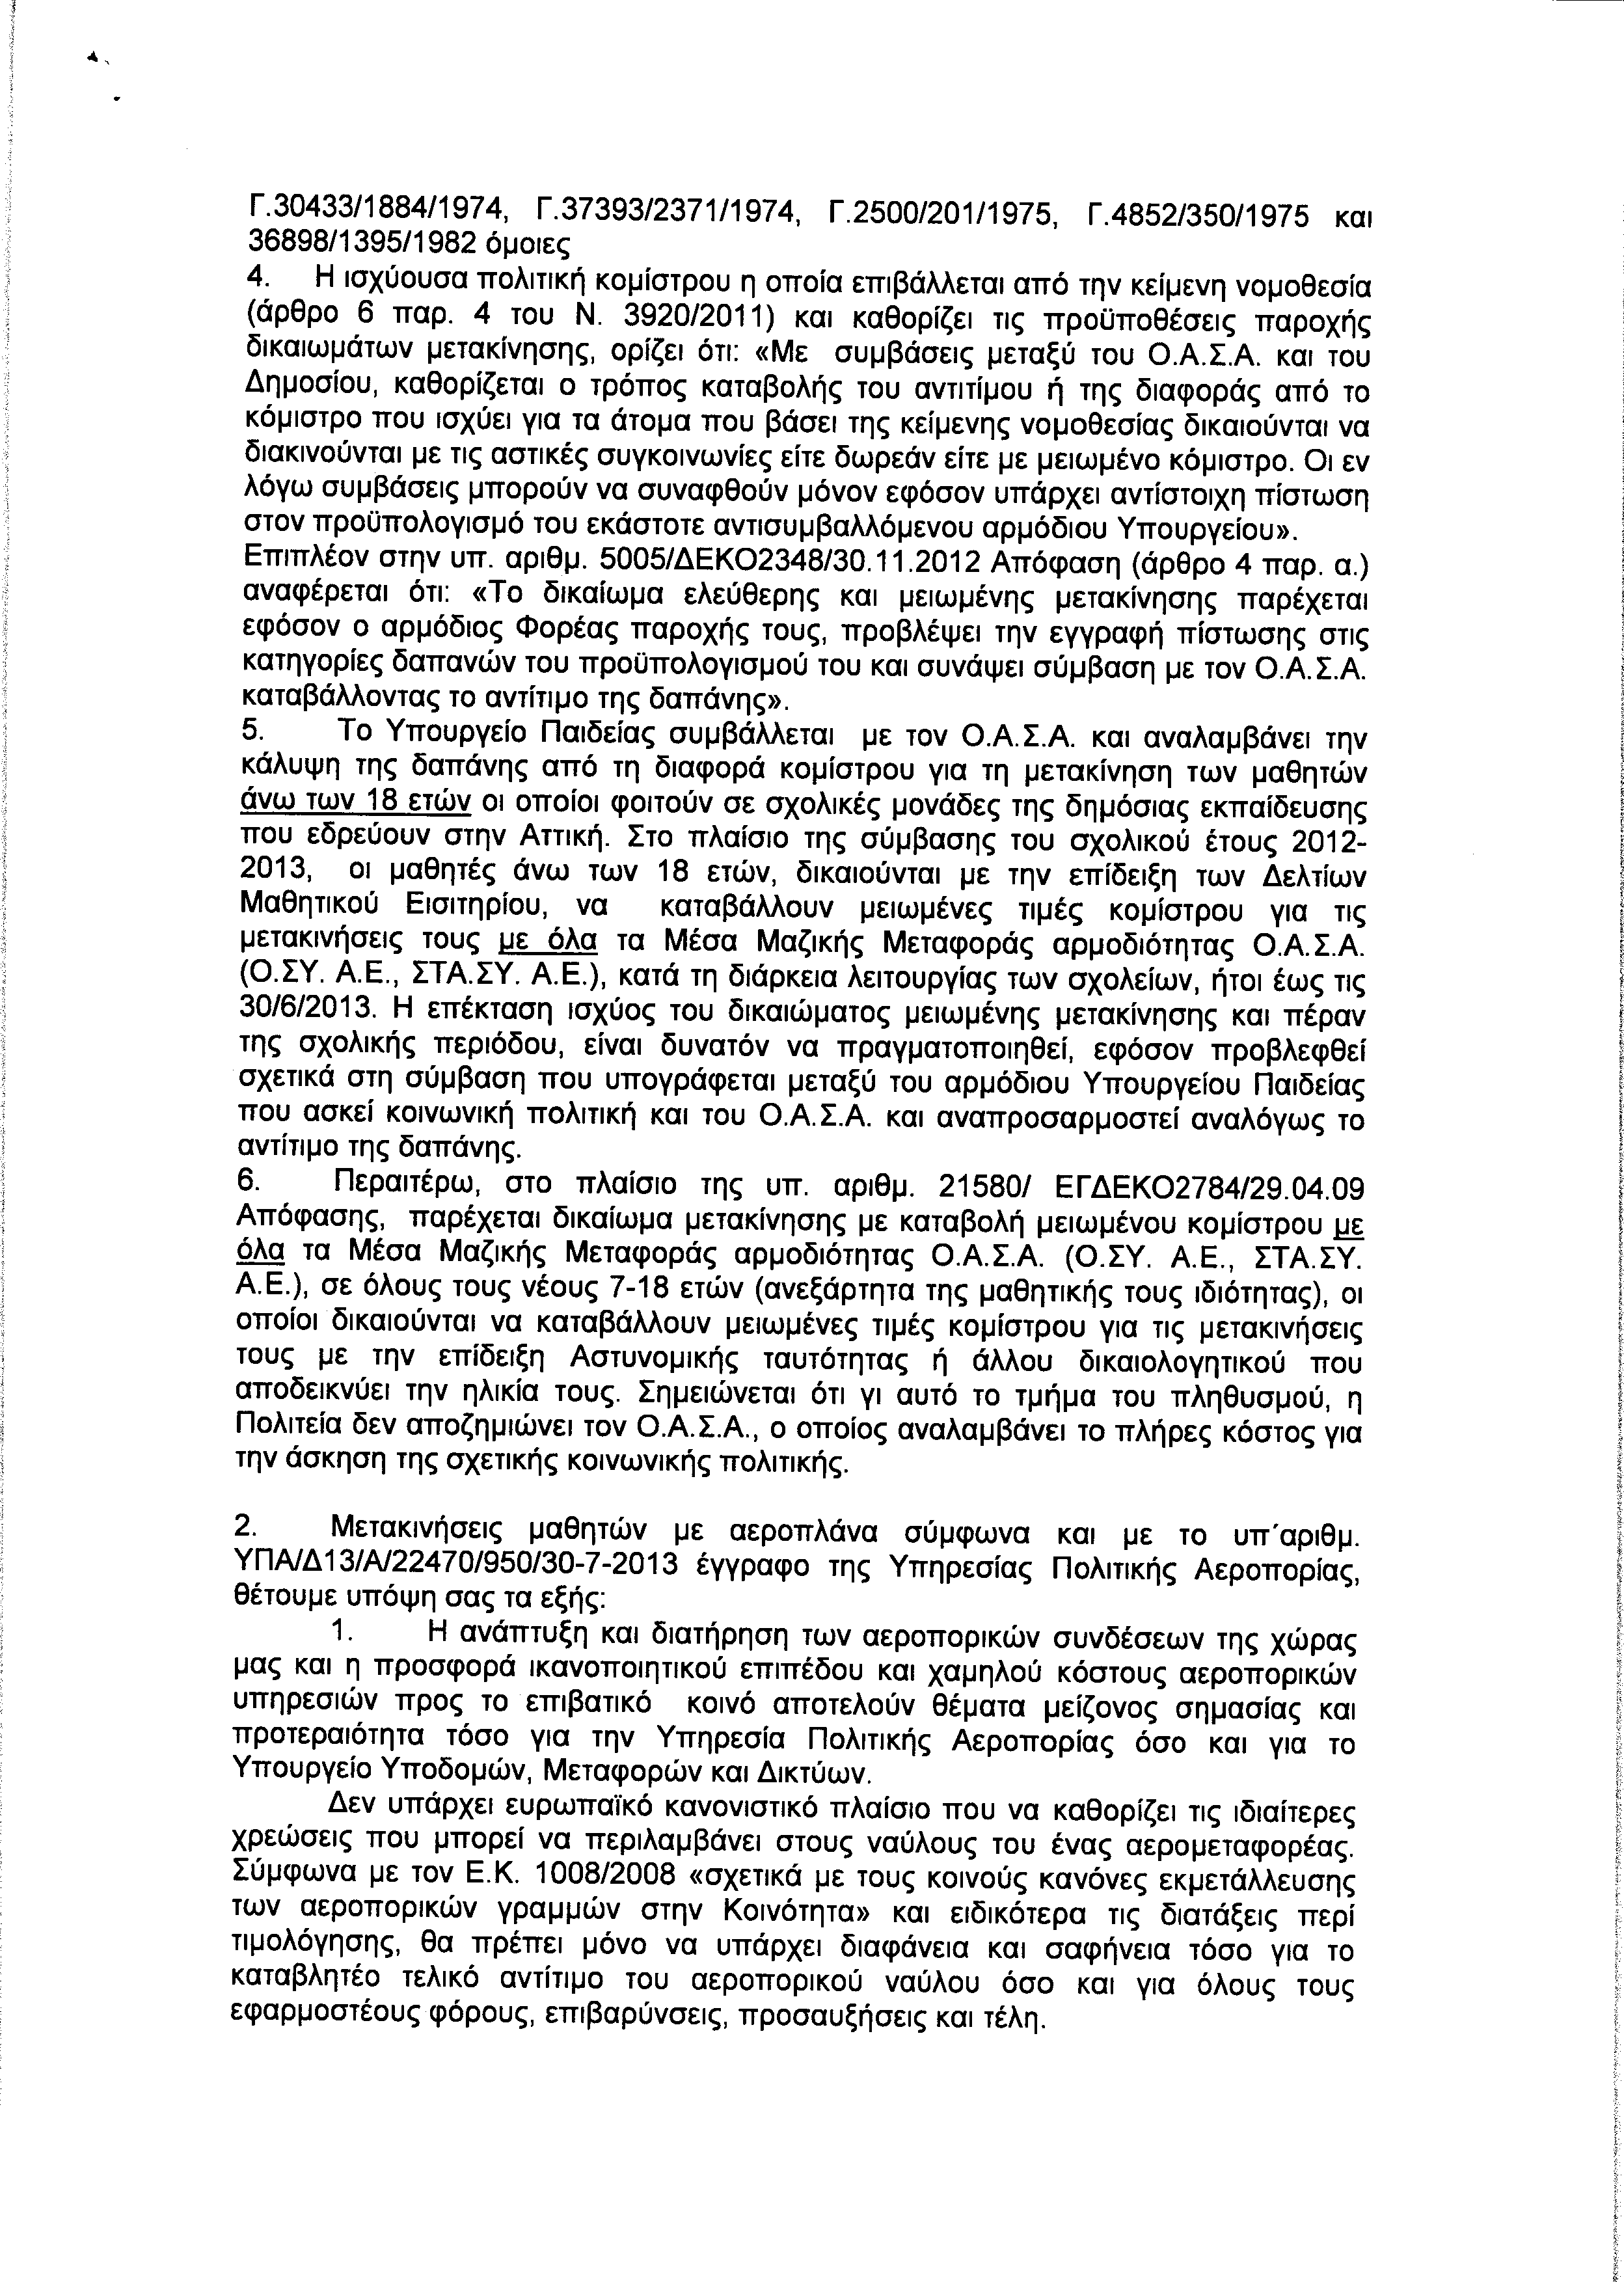 Γ.30433/1884/1974, Γ.37393/2371/1974, Γ.2500/201/1975, Γ.4852/350/1975 και
36898/1395/1982 όμοιες
4. Η ισχύουσα πολιτική κομίστρου η οποία επιβάλλεται από την κείμενη νομοθεσία
(άρθρο 6 παρ. 4 του Ν. 3920/2011) και καθορίζει τις προϋποθέσεις παροχής
δικαιωμάτων μετακίνησης, ορίζει ότι: «Με συμβάσεις μεταξύ του Ο.Α.Σ.Α. και του
Δημοσίου, καθορίζεται ο τρόπος καταβολής του αντιτίμου ή της διαφοράς από το
κόμιστρο που ισχύει για τα άτομα που βάσει της κείμενης νομοθεσίας δικαιούνται να
διακινούνται με τις αστικές συγκοινωνίες είτε δωρεάν είτε με μειωμένο κόμιστρο. Οι εν
λόγω συμβάσεις μπορούν να συναφθούν μόνον εφόσον υπάρχει αντίστοιχη πίστωση
στον προϋπολογισμό του εκάστοτε αντισυμβαλλόμενου αρμόδιου Υπουργείου».
Επιπλέον στην υπ. αριθμ. 5005/ΔΕΚΟ2348/30.11.2012 Απόφαση (άρθρο 4 παρ. α.)
αναφέρεται ότι: «Το δικαίωμα ελεύθερης και μειωμένης μετακίνησης παρέχεται
εφόσον ο αρμόδιος Φορέας παροχής τους, προβλέψει την εγγραφή πίστωσης στις
κατηγορίες δαπανών του προϋπολογισμού του και συνάψει σύμβαση με τον Ο.Α.Σ.Α.
καταβάλλοντας το αντίτιμο της δαπάνης».
5. Το Υπουργείο Παιδείας συμβάλλεται με τον Ο.Α.Σ.Α. και αναλαμβάνει την
κάλυψη της δαπάνης από τη διαφορά κομίστρου για τη μετακίνηση των μαθητών
άνω των 18 ετών οι οποίοι φοιτούν σε σχολικές μονάδες της δημόσιας εκπαίδευσης
που εδρεύουν στην Αττική. Στο πλαίσιο της σύμβασης του σχολικού έτους 2012-
2013, οι μαθητές άνω των 18 ετών, δικαιούνται με την επίδειξη των Δελτίων
Μαθητικού Εισιτηρίου, να καταβάλλουν μειωμένες τιμές κομίστρου για τις
μετακινήσεις τους με όλα τα Μέσα Μαζικής Μεταφοράς αρμοδιότητας Ο.Α.Σ.Α.
(Ο.ΣΥ. Α.Ε., ΣΤΑ.ΣΥ. Α.Ε.), κατά τη διάρκεια λειτουργίας των σχολείων, ήτοι έως τις
30/6/2013. Η επέκταση ισχύος του δικαιώματος μειωμένης μετακίνησης και πέραν
της σχολικής περιόδου, είναι δυνατόν να πραγματοποιηθεί, εφόσον προβλεφθεί
σχετικά στη σύμβαση που υπογράφεται μεταξύ του αρμόδιου Υπουργείου Παιδείας
που ασκεί κοινωνική πολιτική και του Ο.Α.Σ.Α. και αναπροσαρμοστεί αναλόγως το
αντίτιμο της δαπάνης.
6. Περαιτέρω, στο πλαίσιο της υπ. αριθμ. 21580/ ΕΓΔΕΚΟ2784/29.04.09
Απόφασης, παρέχεται δικαίωμα μετακίνησης με καταβολή μειωμένου κομίστρου με
όλα τα Μέσα Μαζικής Μεταφοράς αρμοδιότητας Ο.Α.Σ.Α. (Ο.ΣΥ. Α.Ε., ΣΤΑ.ΣΥ.
Α.Ε.), σε όλους τους νέους 7-18 ετών (ανεξάρτητα της μαθητικής τους ιδιότητας), οι
οποίοι δικαιούνται να καταβάλλουν μειωμένες τιμές κομίστρου για τις μετακινήσεις
τους με την επίδειξη Αστυνομικής ταυτότητας ή άλλου δικαιολογητικού που
αποδεικνύει την ηλικία τους. Σημειώνεται ότι γι αυτό το τμήμα του πληθυσμού, η
Πολιτεία δεν αποζημιώνει τον Ο.Α.Σ.Α., ο οποίος αναλαμβάνει το πλήρες κόστος για
την άσκηση της σχετικής κοινωνικής πολιτικής.
2. Μετακινήσεις μαθητών με αεροπλάνα σύμφωνα και με το υπ΄αριθμ.
ΥΠΑ/Δ13/Α/22470/950/30-7-2013 έγγραφο της Υπηρεσίας Πολιτικής Αεροπορίας,
θέτουμε υπόψη σας τα εξής:
1. Η ανάπτυξη και διατήρηση των αεροπορικών συνδέσεων της χώρας
μας και η προσφορά ικανοποιητικού επιπέδου και χαμηλού κόστους αεροπορικών
υπηρεσιών προς το επιβατικό κοινό αποτελούν θέματα μείζονος σημασίας και
προτεραιότητα τόσο για την Υπηρεσία Πολιτικής Αεροπορίας όσο και για το
Υπουργείο Υποδομών, Μεταφορών και Δικτύων.
Δεν υπάρχει ευρωπαϊκό κανονιστικό πλαίσιο που να καθορίζει τις ιδιαίτερες
χρεώσεις που μπορεί να περιλαμβάνει στους ναύλους του ένας αερομεταφορέας.
Σύμφωνα με τον Ε.Κ. 1008/2008 «σχετικά με τους κοινούς κανόνες εκμετάλλευσης
των αεροπορικών γραμμών στην Κοινότητα» και ειδικότερα τις διατάξεις περί
τιμολόγησης, θα πρέπει μόνο να υπάρχει διαφάνεια και σαφήνεια τόσο για το
καταβλητέο τελικό αντίτιμο του αεροπορικού ναύλου όσο και για όλους τους
εφαρμοστέους φόρους, επιβαρύνσεις, προσαυξήσεις και τέλη.